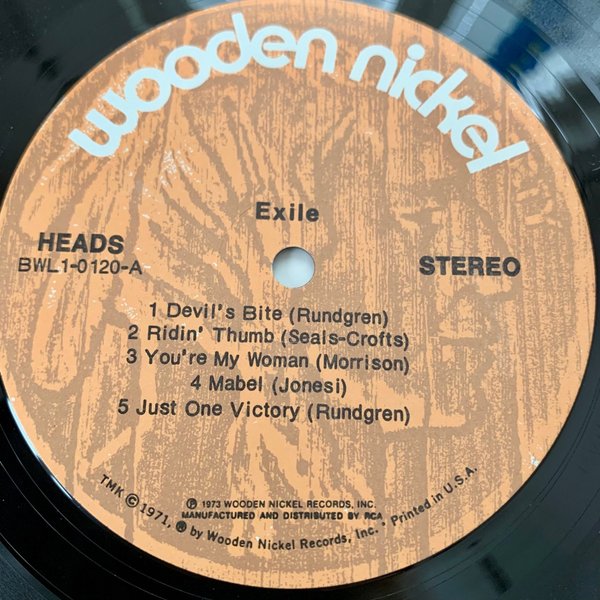 wooden nickel
Exile
HEADS
BWL1-0120-A
STEREO
1 Devil's Bite (Rundgren)
2 Ridin' Thumb (Seals-Crofts)
3 You're My Woman (Morrison)
4 Mabel (Jonesi)
5 Just One Victory (Rundgren)
℗ 1973 WOODEN NICKEL RECORDS, INC.
MANUFACTURED AND DISTRIBUTED BY RCA
TMK © 1971, ℗ by Wooden Nickel Records, Inc. • Printed in U.S.A.